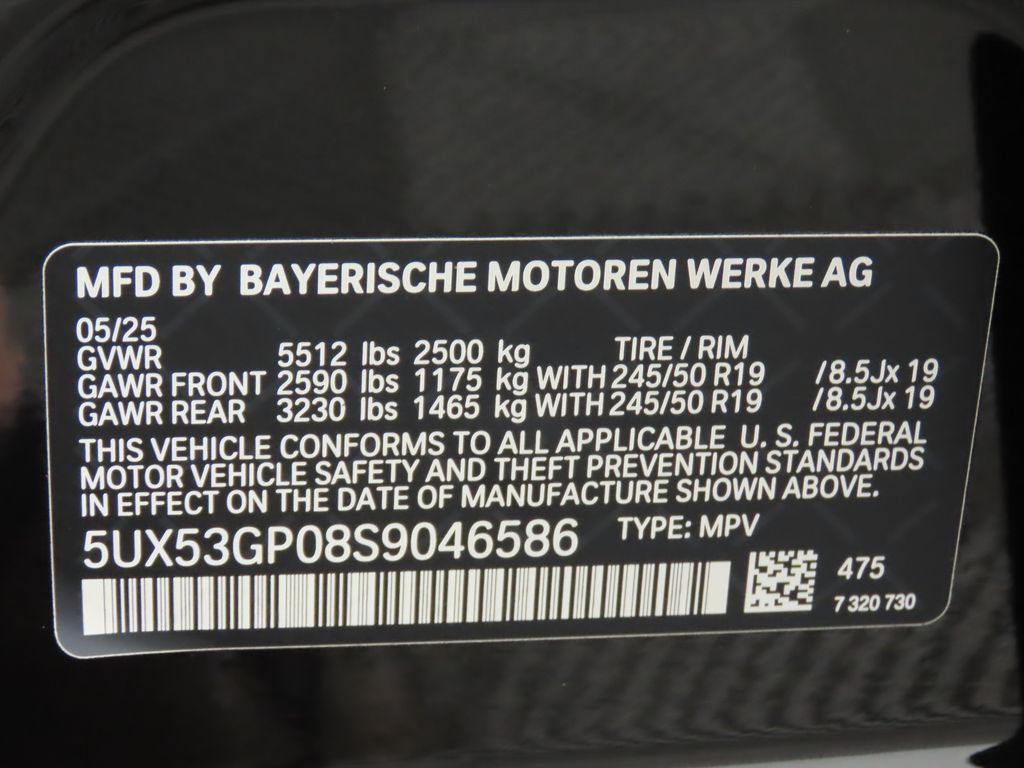 MFD BY BAYERISCHE MOTOREN WERKE AG
05/25
GVWR 5512 lbs 2500 kg TIRE / RIM
GAWR FRONT 2590 lbs 1175 kg WITH 245/50 R19 /8.5Jx 19
GAWR REAR 3230 lbs 1465 kg WITH 245/50 R19 /8.5Jx 19
THIS VEHICLE CONFORMS TO ALL APPLICABLE U. S. FEDERAL
MOTOR VEHICLE SAFETY AND THEFT PREVENTION STANDARDS
IN EFFECT ON THE DATE OF MANUFACTURE SHOWN ABOVE.
5UX53GP08S9046586 TYPE: MPV
475
7 320 730